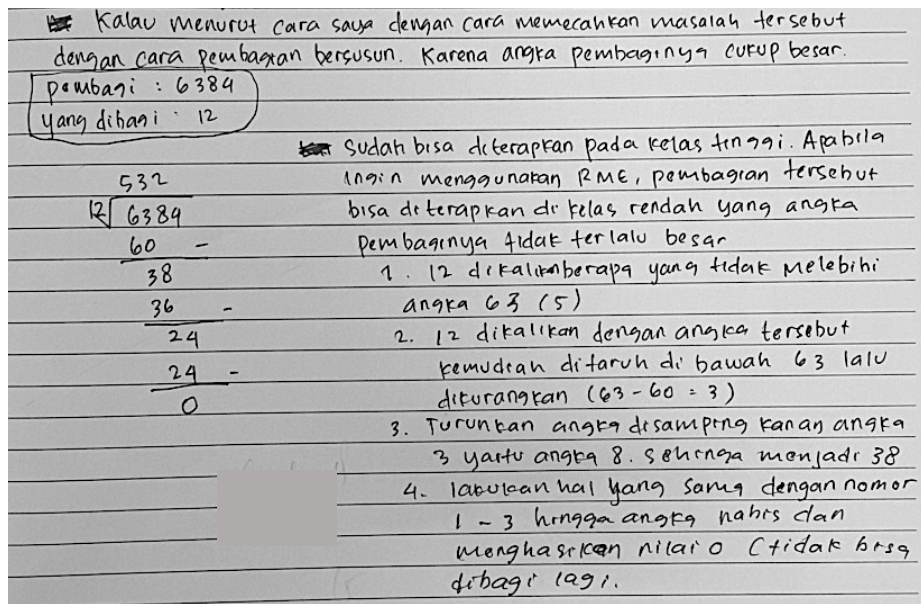 Kalau menurut cara saya dengan cara memecahkan masalah tersebut
dengan cara pembagian bersusun. Karena angka pembaginya cukup besar.
pembagi : 6384
yang dibagi : 12
532
12 6384
60 -
38
36 -
24
24 -
0
Sudah bisa diterapkan pada kelas tinggi. Apabila
ingin menggunakan RME, pembagian tersebut
bisa diterapkan di kelas rendah yang angka
pembaginya tidak terlalu besar
1. 12 dikalikan berapa yang tidak melebihi
angka 63 (5)
2. 12 dikalikan dengan angka tersebut
kemudian ditaruh di bawah 63 lalu
dikurangkan (63 - 60 = 3)
3. Turunkan angka disamping kanan angka
3 yaitu angka 8. sehingga menjadi 38
4. lakukan hal yang sama dengan nomor
1 - 3 hingga angka habis dan
menghasilkan nilai 0 (tidak bisa
dibagi lagi.